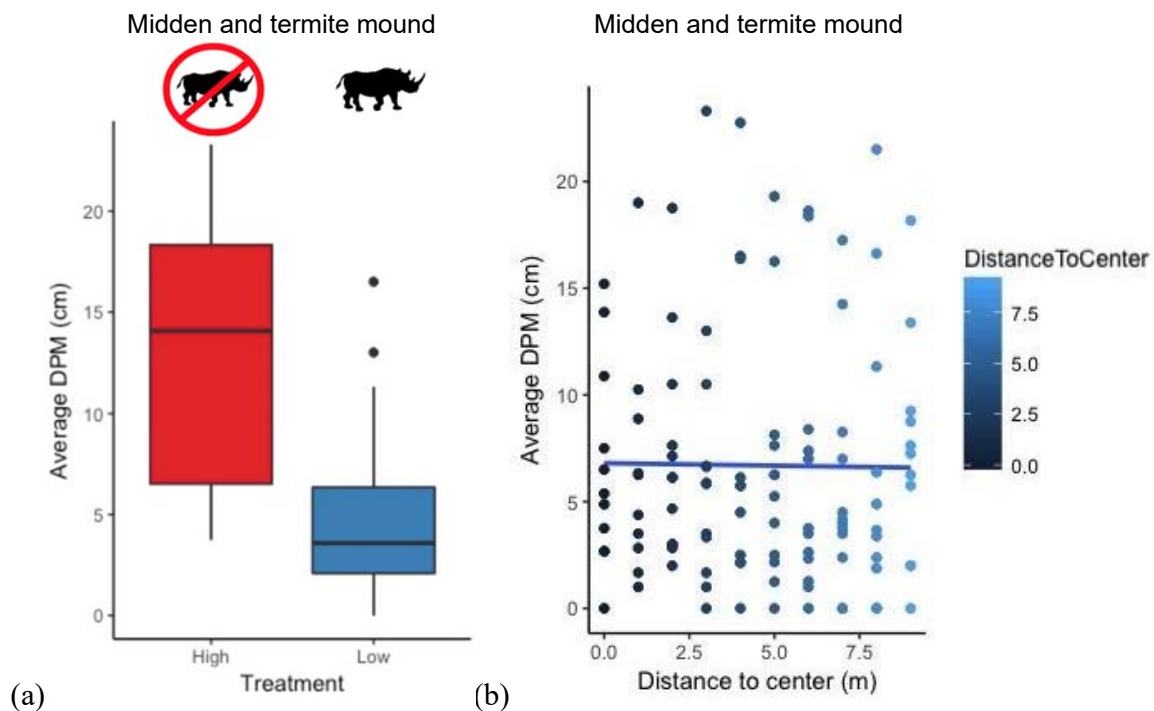 Midden and termite mound
Average DPM (cm)
20
15
10
5
0
High
Low
Treatment
(a)
Midden and termite mound
Average DPM (cm)
20
15
10
5
0
0.0
2.5
5.0
7.5
Distance to center (m)
DistanceToCenter
7.5
5.0
2.5
0.0
(b)